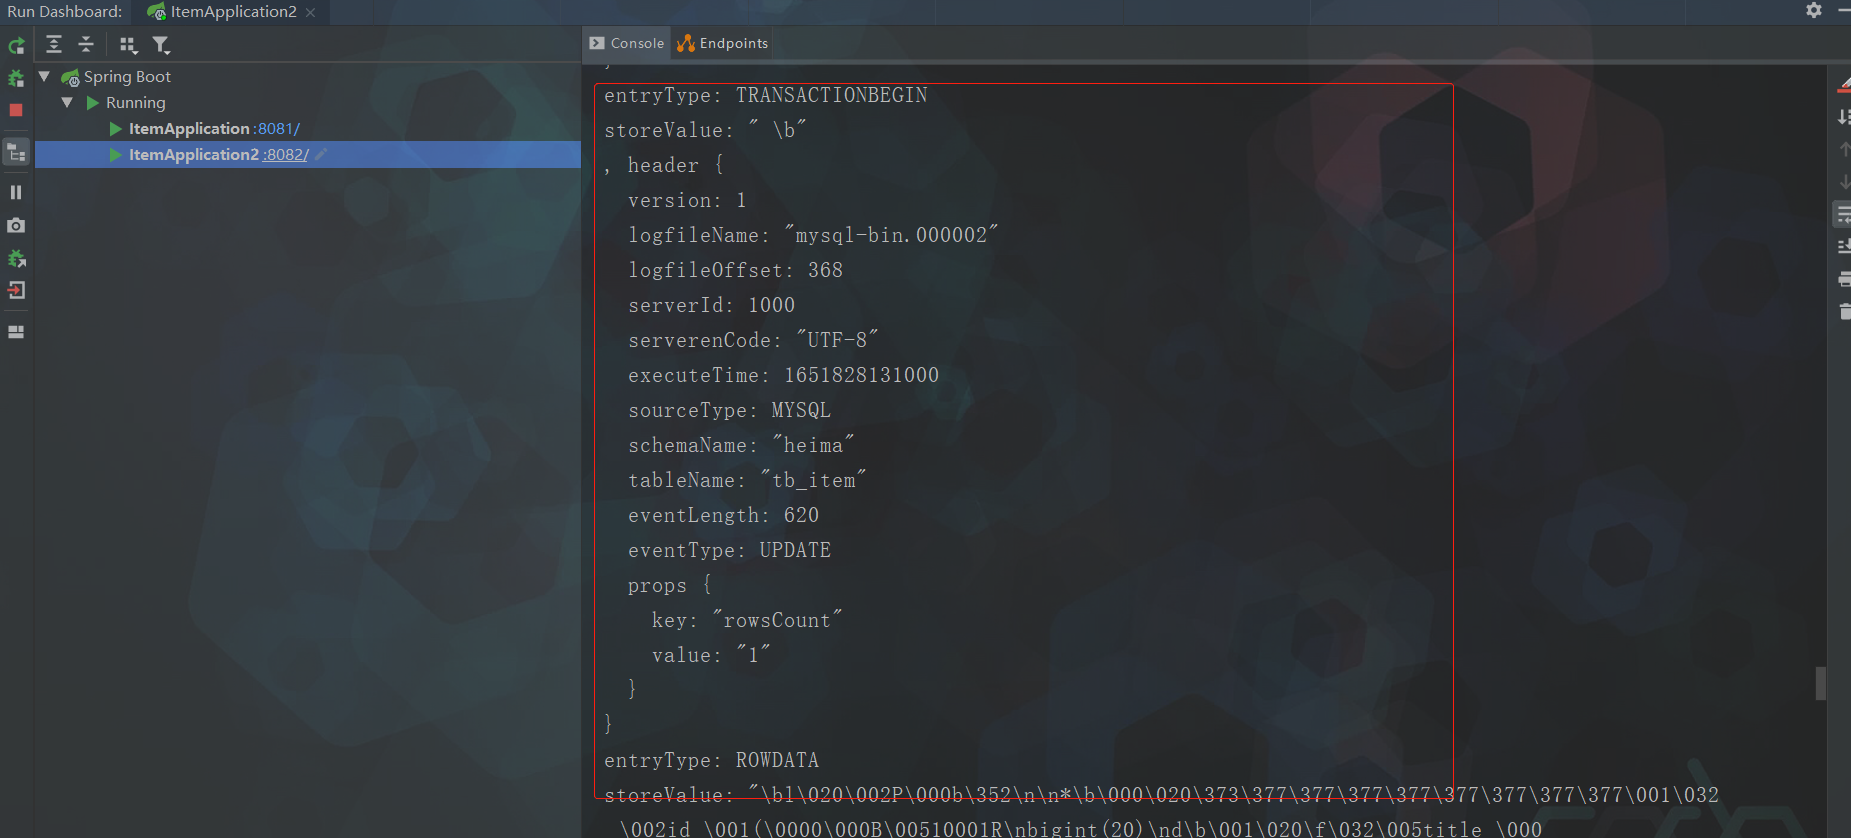 Run Dashboard:
ItemApplication2
Console
Endpoints
Spring Boot
Running
ItemApplication :8081/
ItemApplication2 :8082/
}
entryType: TRANSACTIONBEGIN
storeValue: " \b"
, header {
version: 1
logfileName: "mysql-bin.000002"
logfileOffset: 368
serverId: 1000
serverenCode: "UTF-8"
executeTime: 1651828131000
sourceType: MYSQL
schemaName: "heima"
tableName: "tb_item"
eventLength: 620
eventType: UPDATE
props {
key: "rowsCount"
value: "1"
}
}
entryType: ROWDATA
storeValue: "\bl\020\002P\000b\352\n\n*\b\000\020\373\377\377\377\377\377\377\377\377\001\032
\002id \001(\0000\000B\00510001R\nbigint(20)\nd\b\001\020\f\032\005title \000